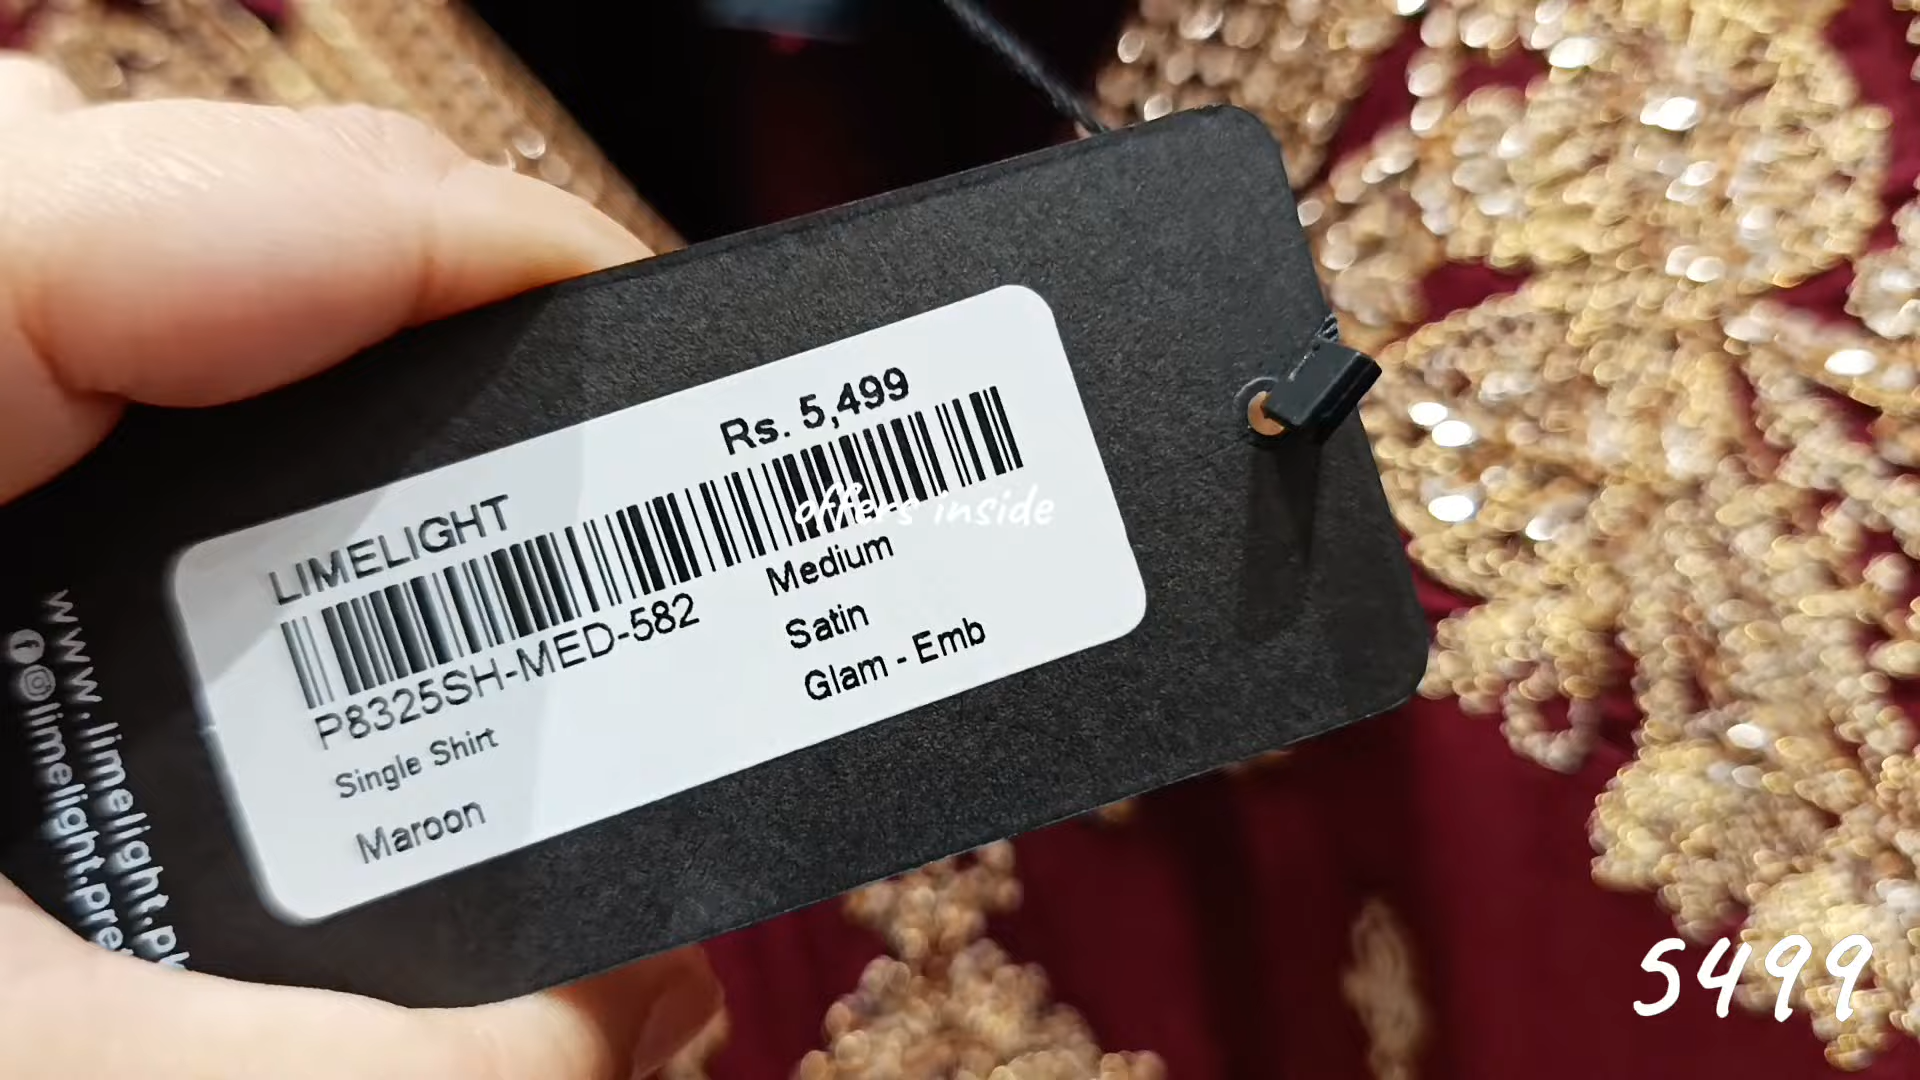 Rs. 5,499
LIMELIGHT
offers inside
P8325SH-MED-582
Medium
Single Shirt
Satin
Maroon
Glam - Emb
www.limelight.pk
limelight.pret
5499